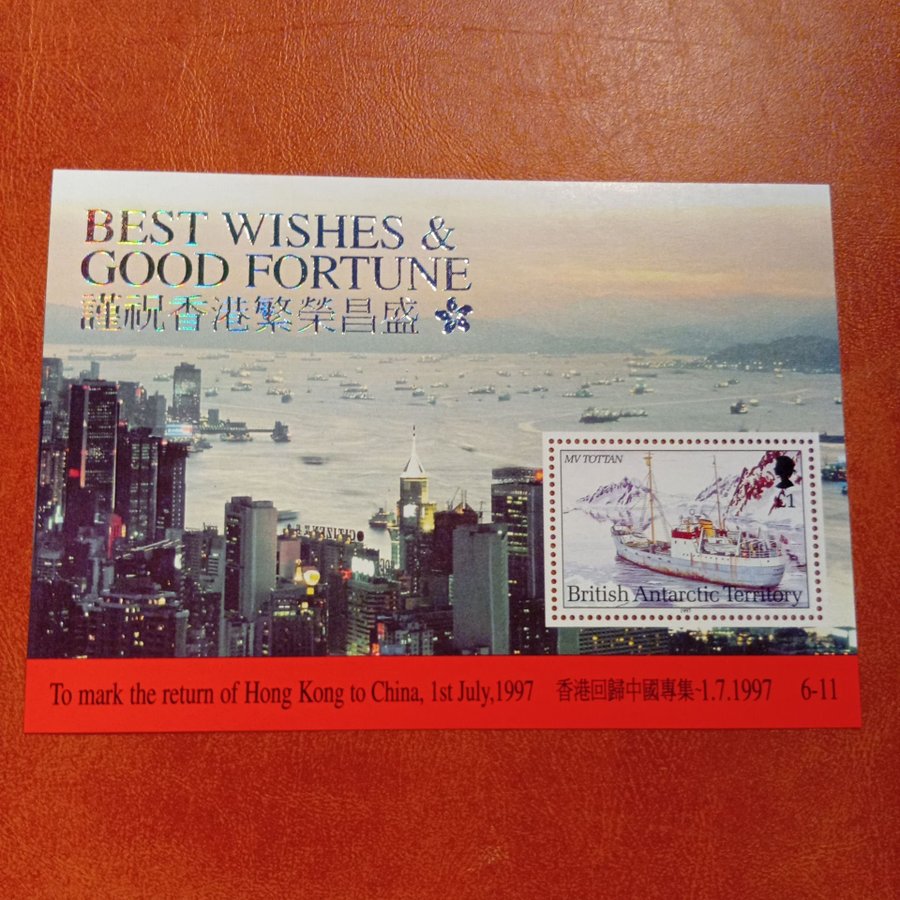 BEST WISHES &
GOOD FORTUNE
謹祝香港繁榮昌盛
MV TOTTAN
£1
CITIZEN
British Antarctic Territory
1997
To mark the return of Hong Kong to China, 1st July,1997 香港回歸中國專集~1.7.1997 6-11